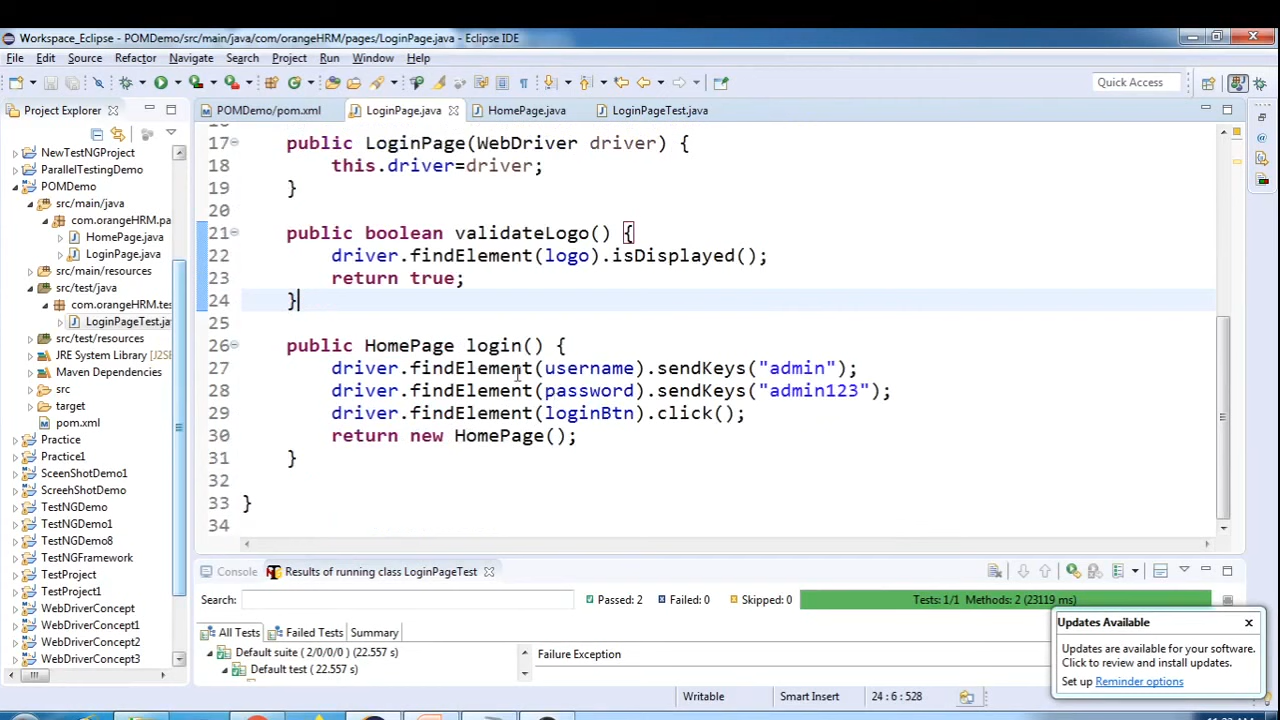 Workspace_Eclipse - POMDemo/src/main/java/com/orangeHRM/pages/LoginPage.java - Eclipse IDE
File Edit Source Refactor Navigate Search Project Run Window Help
Quick Access
Project Explorer
POMDemo/pom.xml LoginPage.java HomePage.java LoginPageTest.java
NewTestNGProject
ParallelTestingDemo
POMDemo
src/main/java
com.orangeHRM.pa
HomePage.java
LoginPage.java
src/main/resources
src/test/java
com.orangeHRM.te
LoginPageTest.ja
src/test/resources
JRE System Library [J2SE
Maven Dependencies
src
target
pom.xml
Practice
Practice1
SceenShotDemo1
ScreehShotDemo
TestNGDemo
TestNGDemo1
TestNGDemo8
TestNGFramework
TestProject
TestProject1
WebDriverConcept
WebDriverConcept1
WebDriverConcept2
WebDriverConcept3
17 public LoginPage(WebDriver driver) {
18 this.driver=driver;
19 }
20
21 public boolean validateLogo() {
22 driver.findElement(logo).isDisplayed();
23 return true;
24 }
25
26 public HomePage login() {
27 driver.findElement(username).sendKeys("admin");
28 driver.findElement(password).sendKeys("admin123");
29 driver.findElement(loginBtn).click();
30 return new HomePage();
31 }
32
33 }
34
Console Results of running class LoginPageTest
Search: Passed: 2 Failed: 0 Skipped: 0 Tests: 1/1 Methods: 2 (23119 ms)
All Tests Failed Tests Summary
Default suite ( 2/0/0/0 ) (22.557 s)
Default test ( 22.557 s)
Failure Exception
Updates Available
Updates are available for your software.
Click to review and install updates.
Set up Reminder options
Writable Smart Insert 24 : 6 : 528